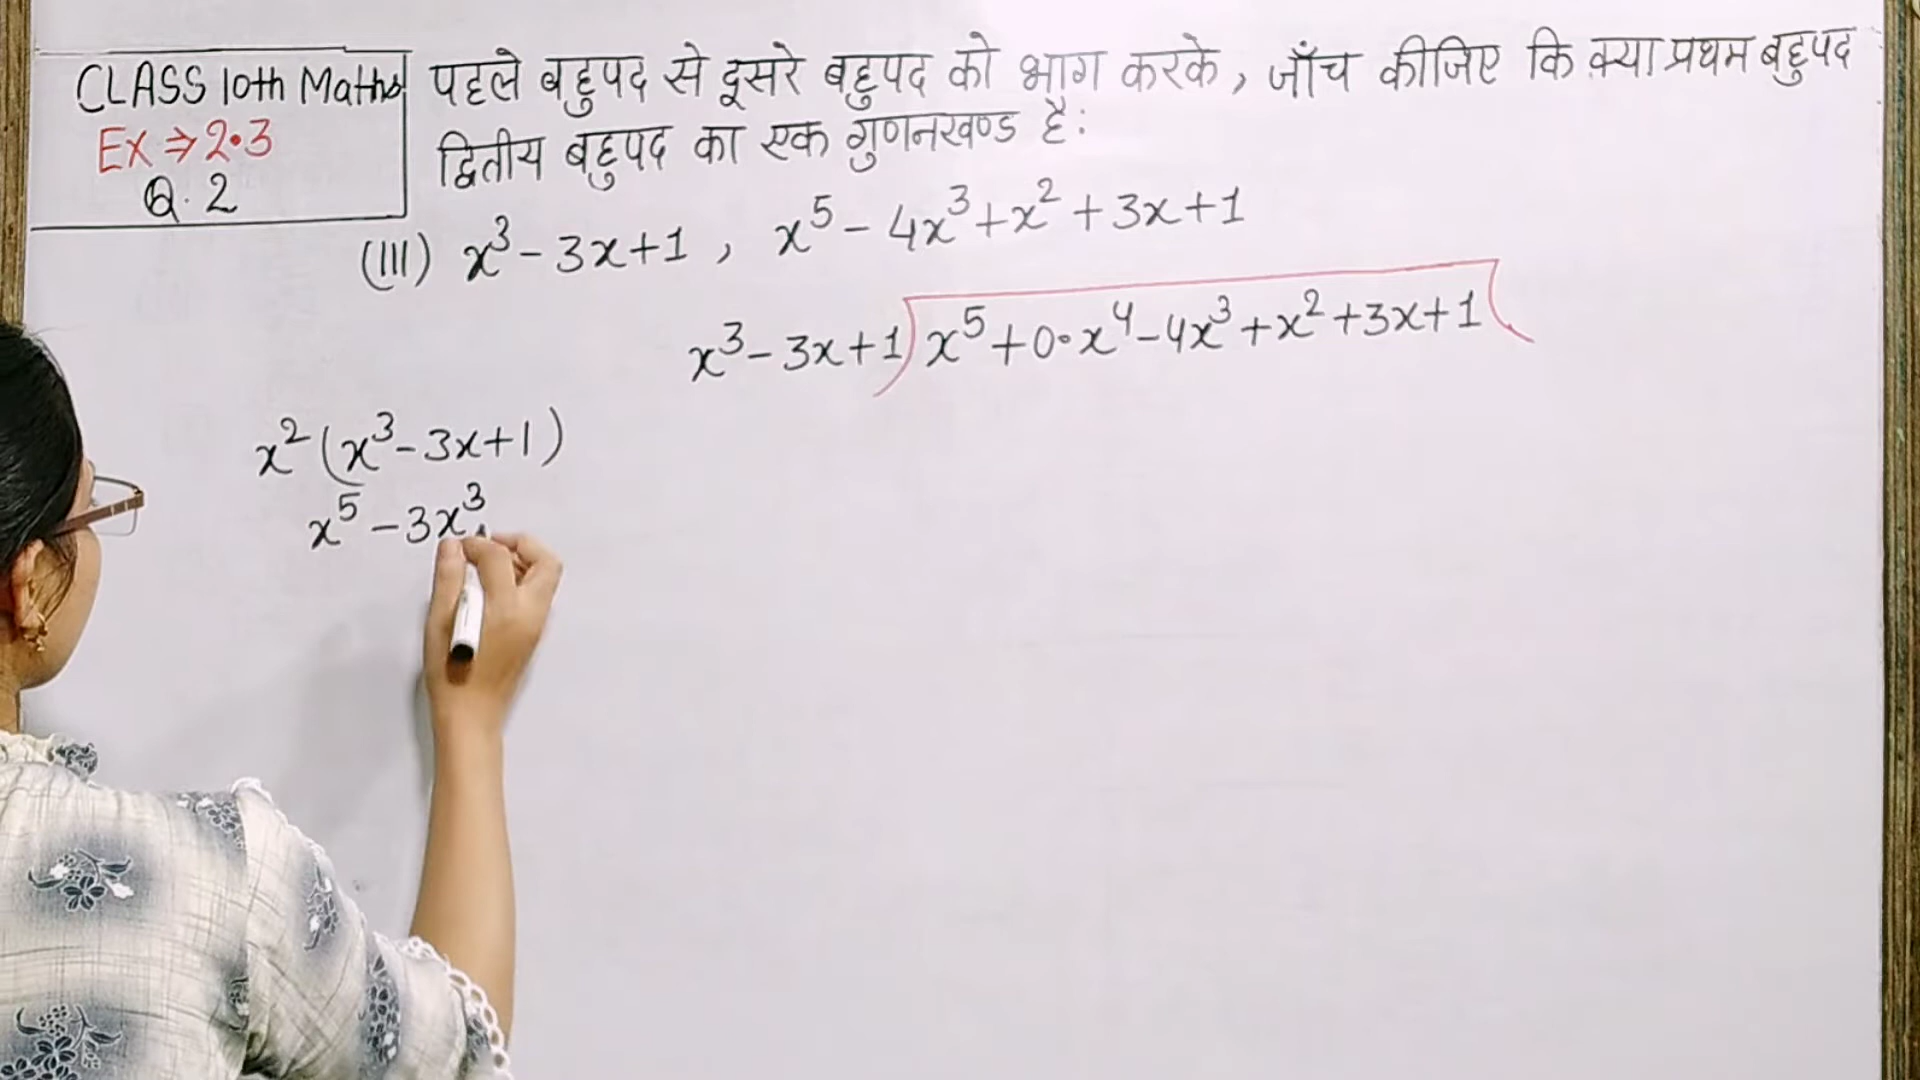 CLASS 10th Maths
Ex ⇒ 2.3
Q. 2
पहले बहुपद से दूसरे बहुपद को भाग करके, जाँच कीजिए कि क्या प्रथम बहुपद
द्वितीय बहुपद का एक गुणनखण्ड है:
(III) x³ - 3x + 1 , x⁵ - 4x³ + x² + 3x + 1
x³ - 3x + 1 ) x⁵ + 0·x⁴ - 4x³ + x² + 3x + 1 (
x² (x³ - 3x + 1)
x⁵ - 3x³